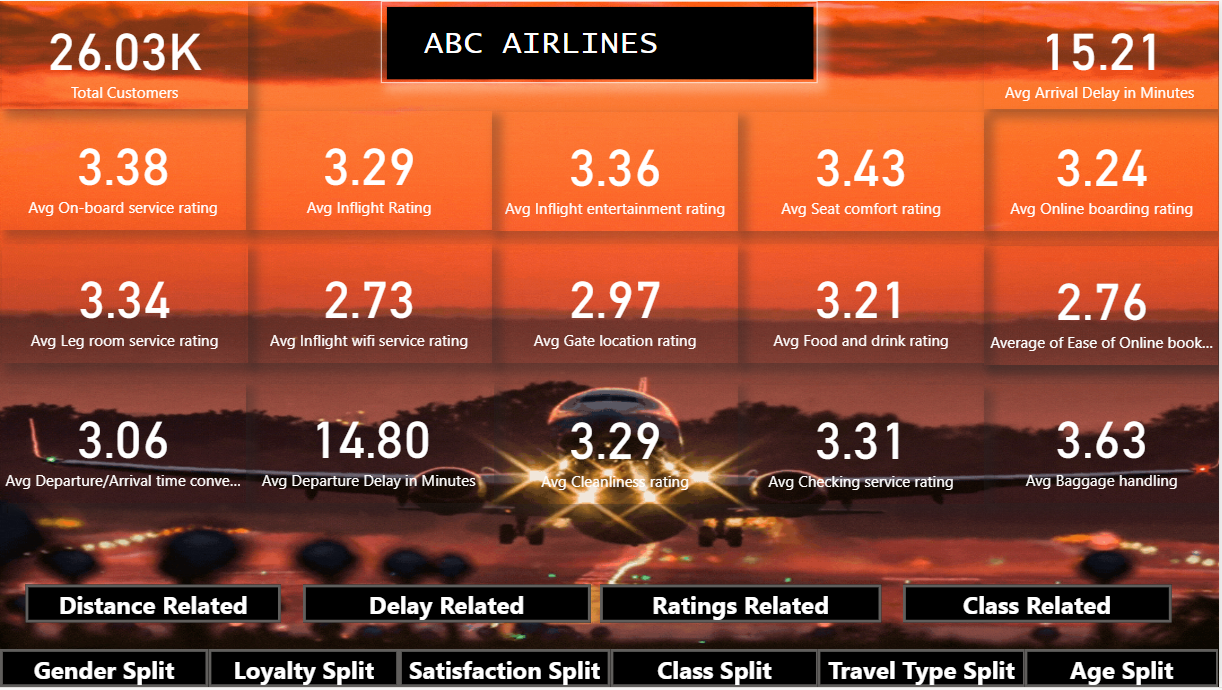 ABC AIRLINES
26.03K
Total Customers
15.21
Avg Arrival Delay in Minutes
3.38
Avg On-board service rating
3.29
Avg Inflight Rating
3.36
Avg Inflight entertainment rating
3.43
Avg Seat comfort rating
3.24
Avg Online boarding rating
3.34
Avg Leg room service rating
2.73
Avg Inflight wifi service rating
2.97
Avg Gate location rating
3.21
Avg Food and drink rating
2.76
Average of Ease of Online book...
3.06
Avg Departure/Arrival time conve...
14.80
Avg Departure Delay in Minutes
3.29
Avg Cleanliness rating
3.31
Avg Checking service rating
3.63
Avg Baggage handling
Distance Related
Delay Related
Ratings Related
Class Related
Gender Split
Loyalty Split
Satisfaction Split
Class Split
Travel Type Split
Age Split